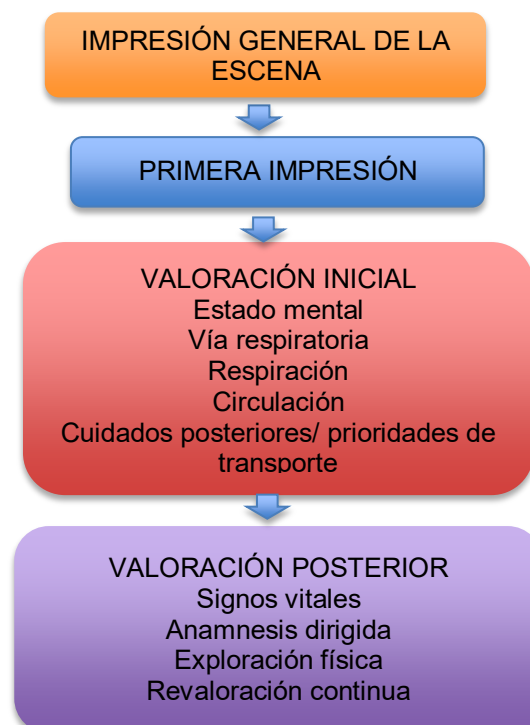 IMPRESIÓN GENERAL DE LA
ESCENA
PRIMERA IMPRESIÓN
VALORACIÓN INICIAL
Estado mental
Vía respiratoria
Respiración
Circulación
Cuidados posteriores/ prioridades de
transporte
VALORACIÓN POSTERIOR
Signos vitales
Anamnesis dirigida
Exploración física
Revaloración continua